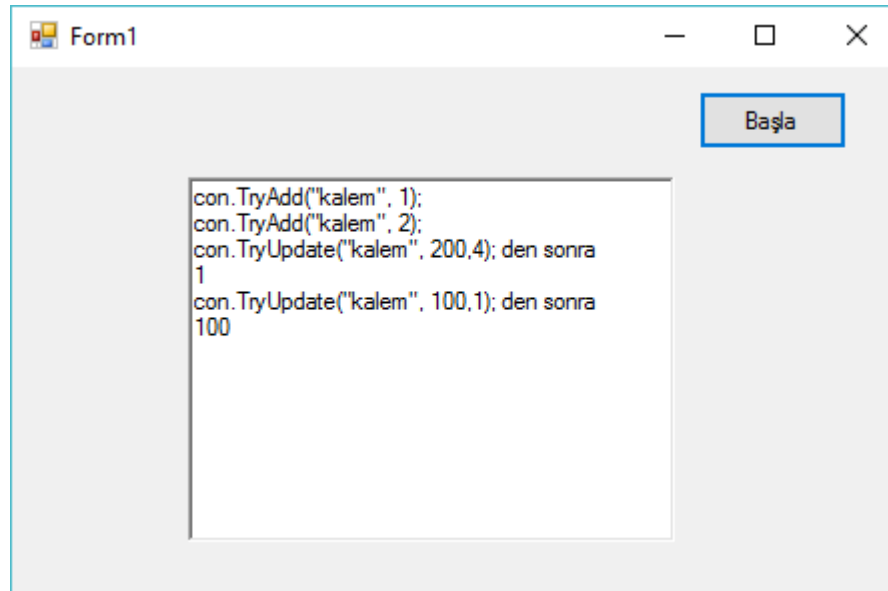 Form1
Başla
con.TryAdd("kalem", 1);
con.TryAdd("kalem", 2);
con.TryUpdate("kalem", 200,4); den sonra
1
con.TryUpdate("kalem", 100,1); den sonra
100